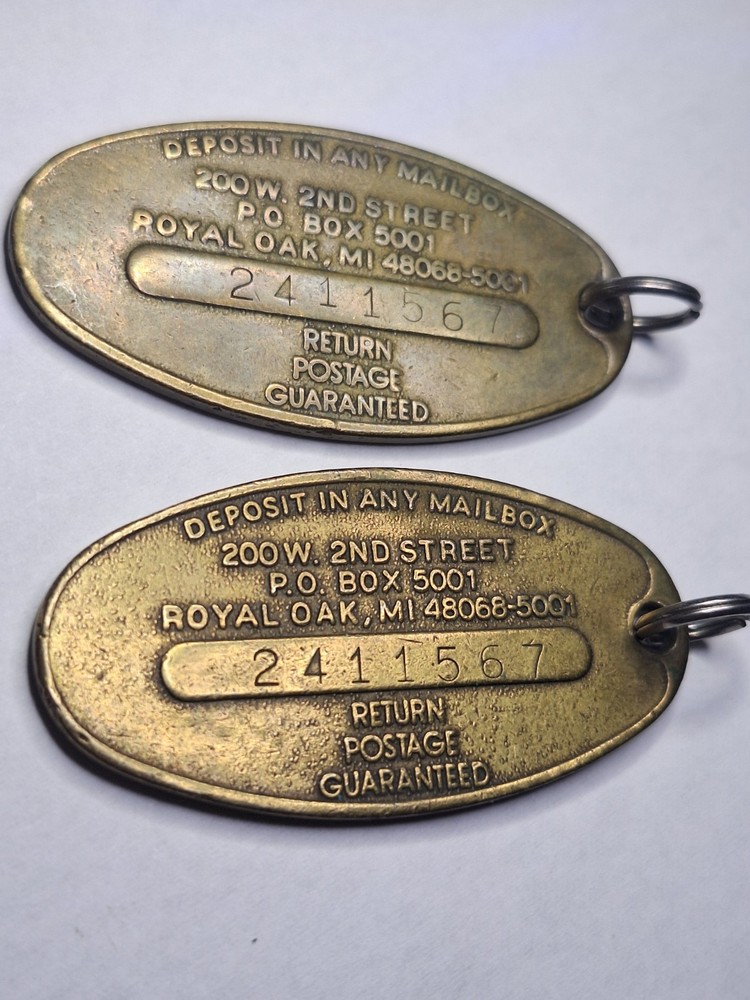 DEPOSIT IN ANY MAILBOX
200 W. 2ND STREET
P.O. BOX 5001
ROYAL OAK, MI 48068-5001
2411567
RETURN
POSTAGE
GUARANTEED
DEPOSIT IN ANY MAILBOX
200 W. 2ND STREET
P.O. BOX 5001
ROYAL OAK, MI 48068-5001
2411567
RETURN
POSTAGE
GUARANTEED